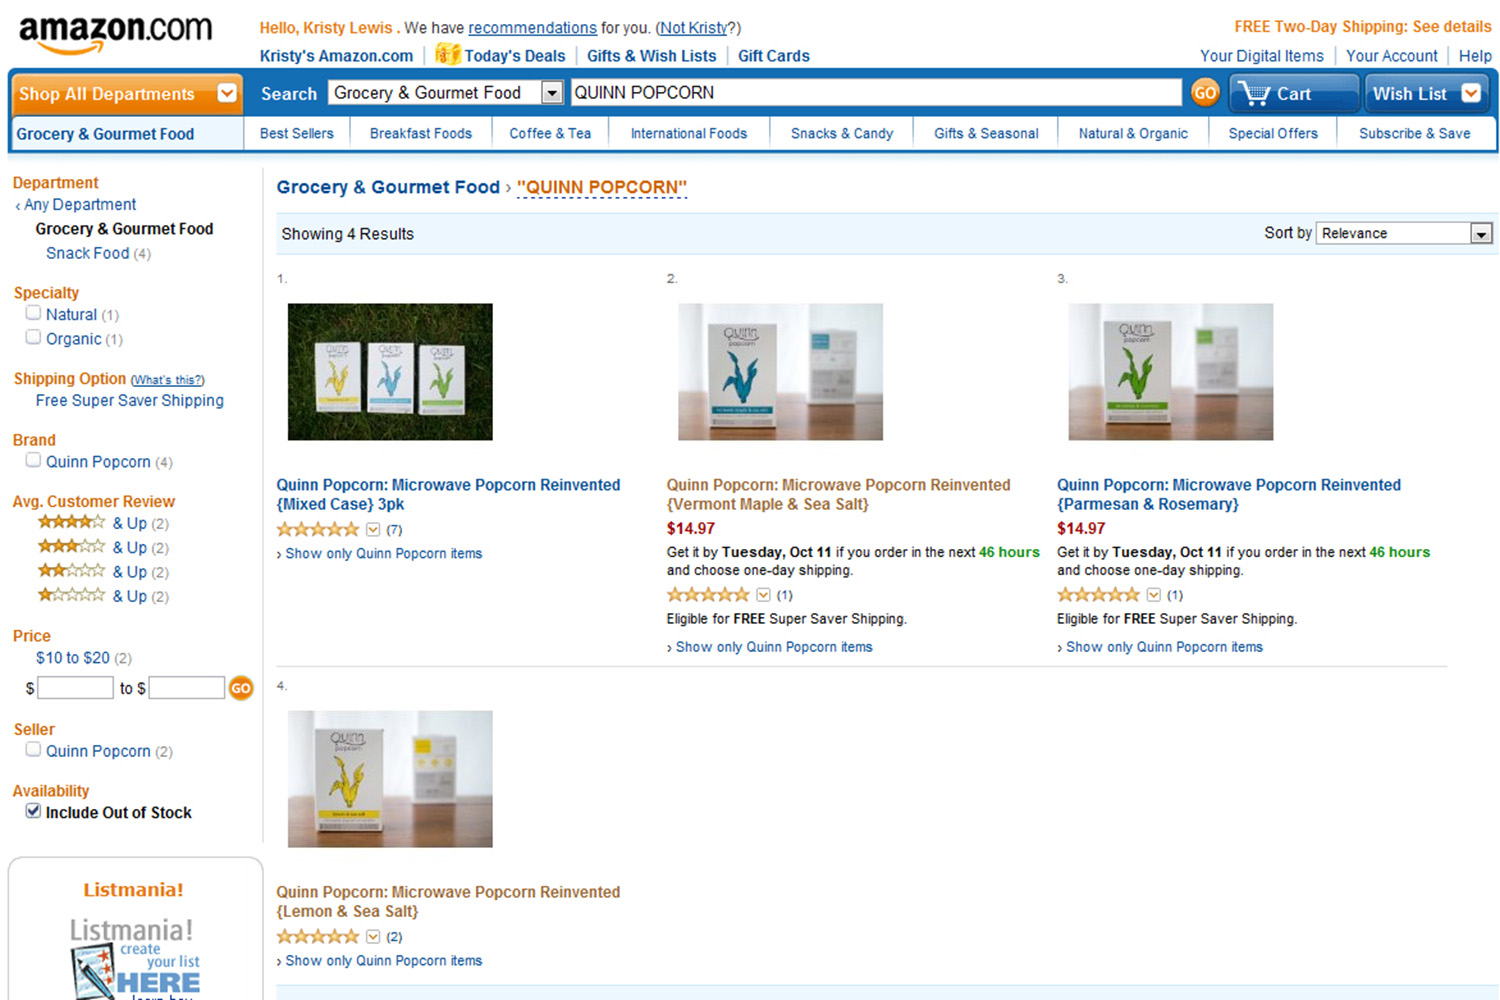 amazon.com
Hello, Kristy Lewis . We have recommendations for you. (Not Kristy?)
FREE Two-Day Shipping: See details
Kristy's Amazon.com
Today's Deals
Gifts & Wish Lists
Gift Cards
Your Digital Items
Your Account
Help
Shop All Departments
Search
Grocery & Gourmet Food
QUINN POPCORN
GO
Cart
Wish List
Grocery & Gourmet Food
Best Sellers
Breakfast Foods
Coffee & Tea
International Foods
Snacks & Candy
Gifts & Seasonal
Natural & Organic
Special Offers
Subscribe & Save
Department
‹ Any Department
Grocery & Gourmet Food
Snack Food (4)
Specialty
Natural (1)
Organic (1)
Shipping Option (What's this?)
Free Super Saver Shipping
Brand
Quinn Popcorn (4)
Avg. Customer Review
& Up (2)
& Up (2)
& Up (2)
& Up (2)
Price
$10 to $20 (2)
$ to $ GO
Seller
Quinn Popcorn (2)
Availability
Include Out of Stock
Listmania!
Listmania!
create
your list
HERE
Grocery & Gourmet Food › "QUINN POPCORN"
Showing 4 Results
Sort by Relevance
1.
Quinn
popcorn
Quinn
popcorn
Quinn
popcorn
Quinn Popcorn: Microwave Popcorn Reinvented
{Mixed Case} 3pk
(7)
› Show only Quinn Popcorn items
2.
Quinn
popcorn
Quinn Popcorn: Microwave Popcorn Reinvented
{Vermont Maple & Sea Salt}
$14.97
Get it by Tuesday, Oct 11 if you order in the next 46 hours
and choose one-day shipping.
(1)
Eligible for FREE Super Saver Shipping.
› Show only Quinn Popcorn items
3.
Quinn
popcorn
Quinn Popcorn: Microwave Popcorn Reinvented
{Parmesan & Rosemary}
$14.97
Get it by Tuesday, Oct 11 if you order in the next 46 hours
and choose one-day shipping.
(1)
Eligible for FREE Super Saver Shipping.
› Show only Quinn Popcorn items
4.
Quinn
popcorn
Quinn Popcorn: Microwave Popcorn Reinvented
{Lemon & Sea Salt}
(2)
› Show only Quinn Popcorn items